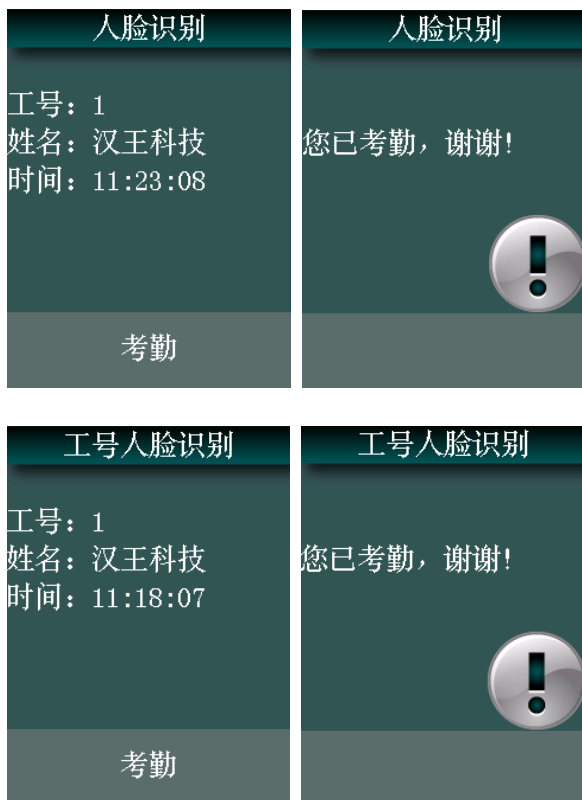 人脸识别
工号：1
姓名：汉王科技
时间：11:23:08
考勤
人脸识别
您已考勤，谢谢!
工号人脸识别
工号：1
姓名：汉王科技
时间：11:18:07
考勤
工号人脸识别
您已考勤，谢谢!